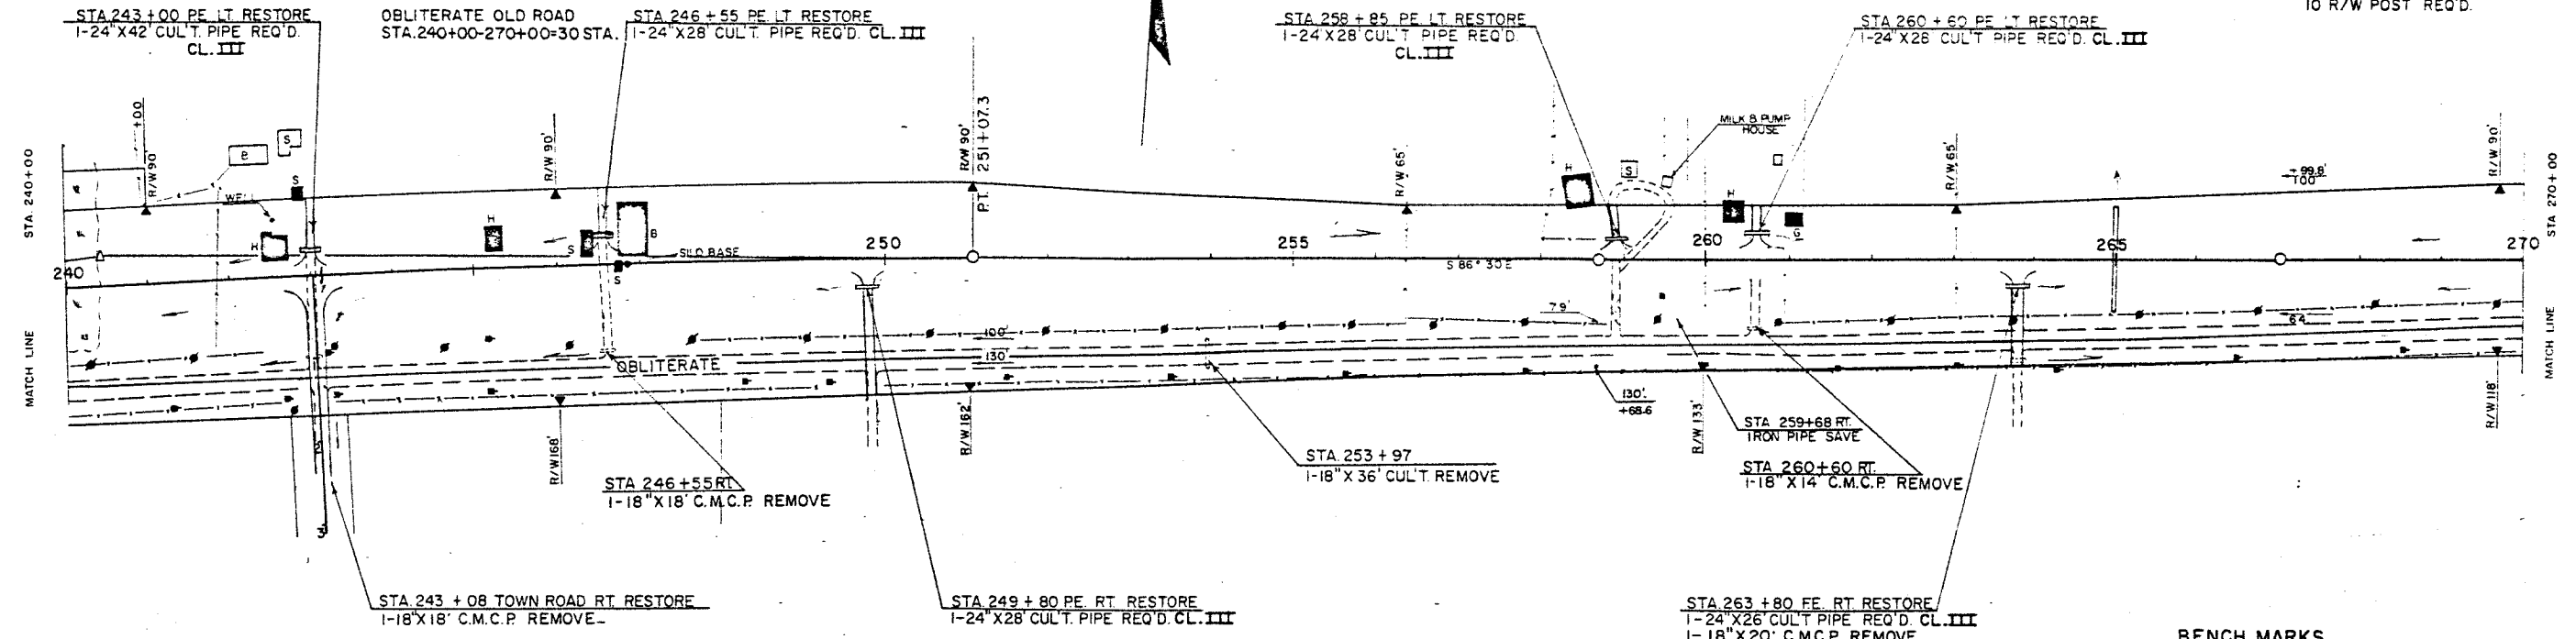 STA. 243+00 P.E. LT. RESTORE
1-24"X42' CUL'T. PIPE REQ'D.
CL. III
OBLITERATE OLD ROAD
STA. 240+00-270+00=30 STA.
STA. 246+55 P.E. LT. RESTORE
1-24"X28' CUL'T. PIPE REQ'D. CL. III
STA. 258+85 P.E. LT. RESTORE
1-24"X28' CUL'T. PIPE REQ'D.
CL. III
STA. 260+60 P.E. LT. RESTORE
1-24"X28' CUL'T. PIPE REQ'D. CL. III
10 R/W POST REQ'D.
STA. 240+00
MATCH LINE
+00
R/W 90'
B
S
S
WELL
H
H
R/W 90'
S
S
B
SILO BASE
R/W 90'
P.T. 251+07.3
R/W 65'
H
S
MILK & PUMP
HOUSE
H
G
R/W 65'
+99.8
100'
R/W 90'
STA. 270+00
MATCH LINE
240
250
255
260
265
270
S 86° 30' E
100'
130'
79'
64'
OBLITERATE
R/W 168'
R/W 162'
130'
+68.6
R/W 133'
R/W 118'
STA. 259+68 RT.
IRON PIPE SAVE
STA. 253+97
1-18"X36' CUL'T. REMOVE
STA. 260+60 RT.
1-18"X14' C.M.C.P. REMOVE
STA. 246+55 RT.
1-18"X18' C.M.C.P. REMOVE
2'
3'
STA. 243+08 TOWN ROAD RT. RESTORE
1-18"X18' C.M.C.P. REMOVE
STA. 249+80 P.E. RT. RESTORE
1-24"X28' CUL'T. PIPE REQ'D. CL. III
STA. 263+80 F.E. RT. RESTORE
1-24"X26' CUL'T. PIPE REQ'D. CL. III
1-18"X20' C.M.C.P. REMOVE
BENCH MARKS